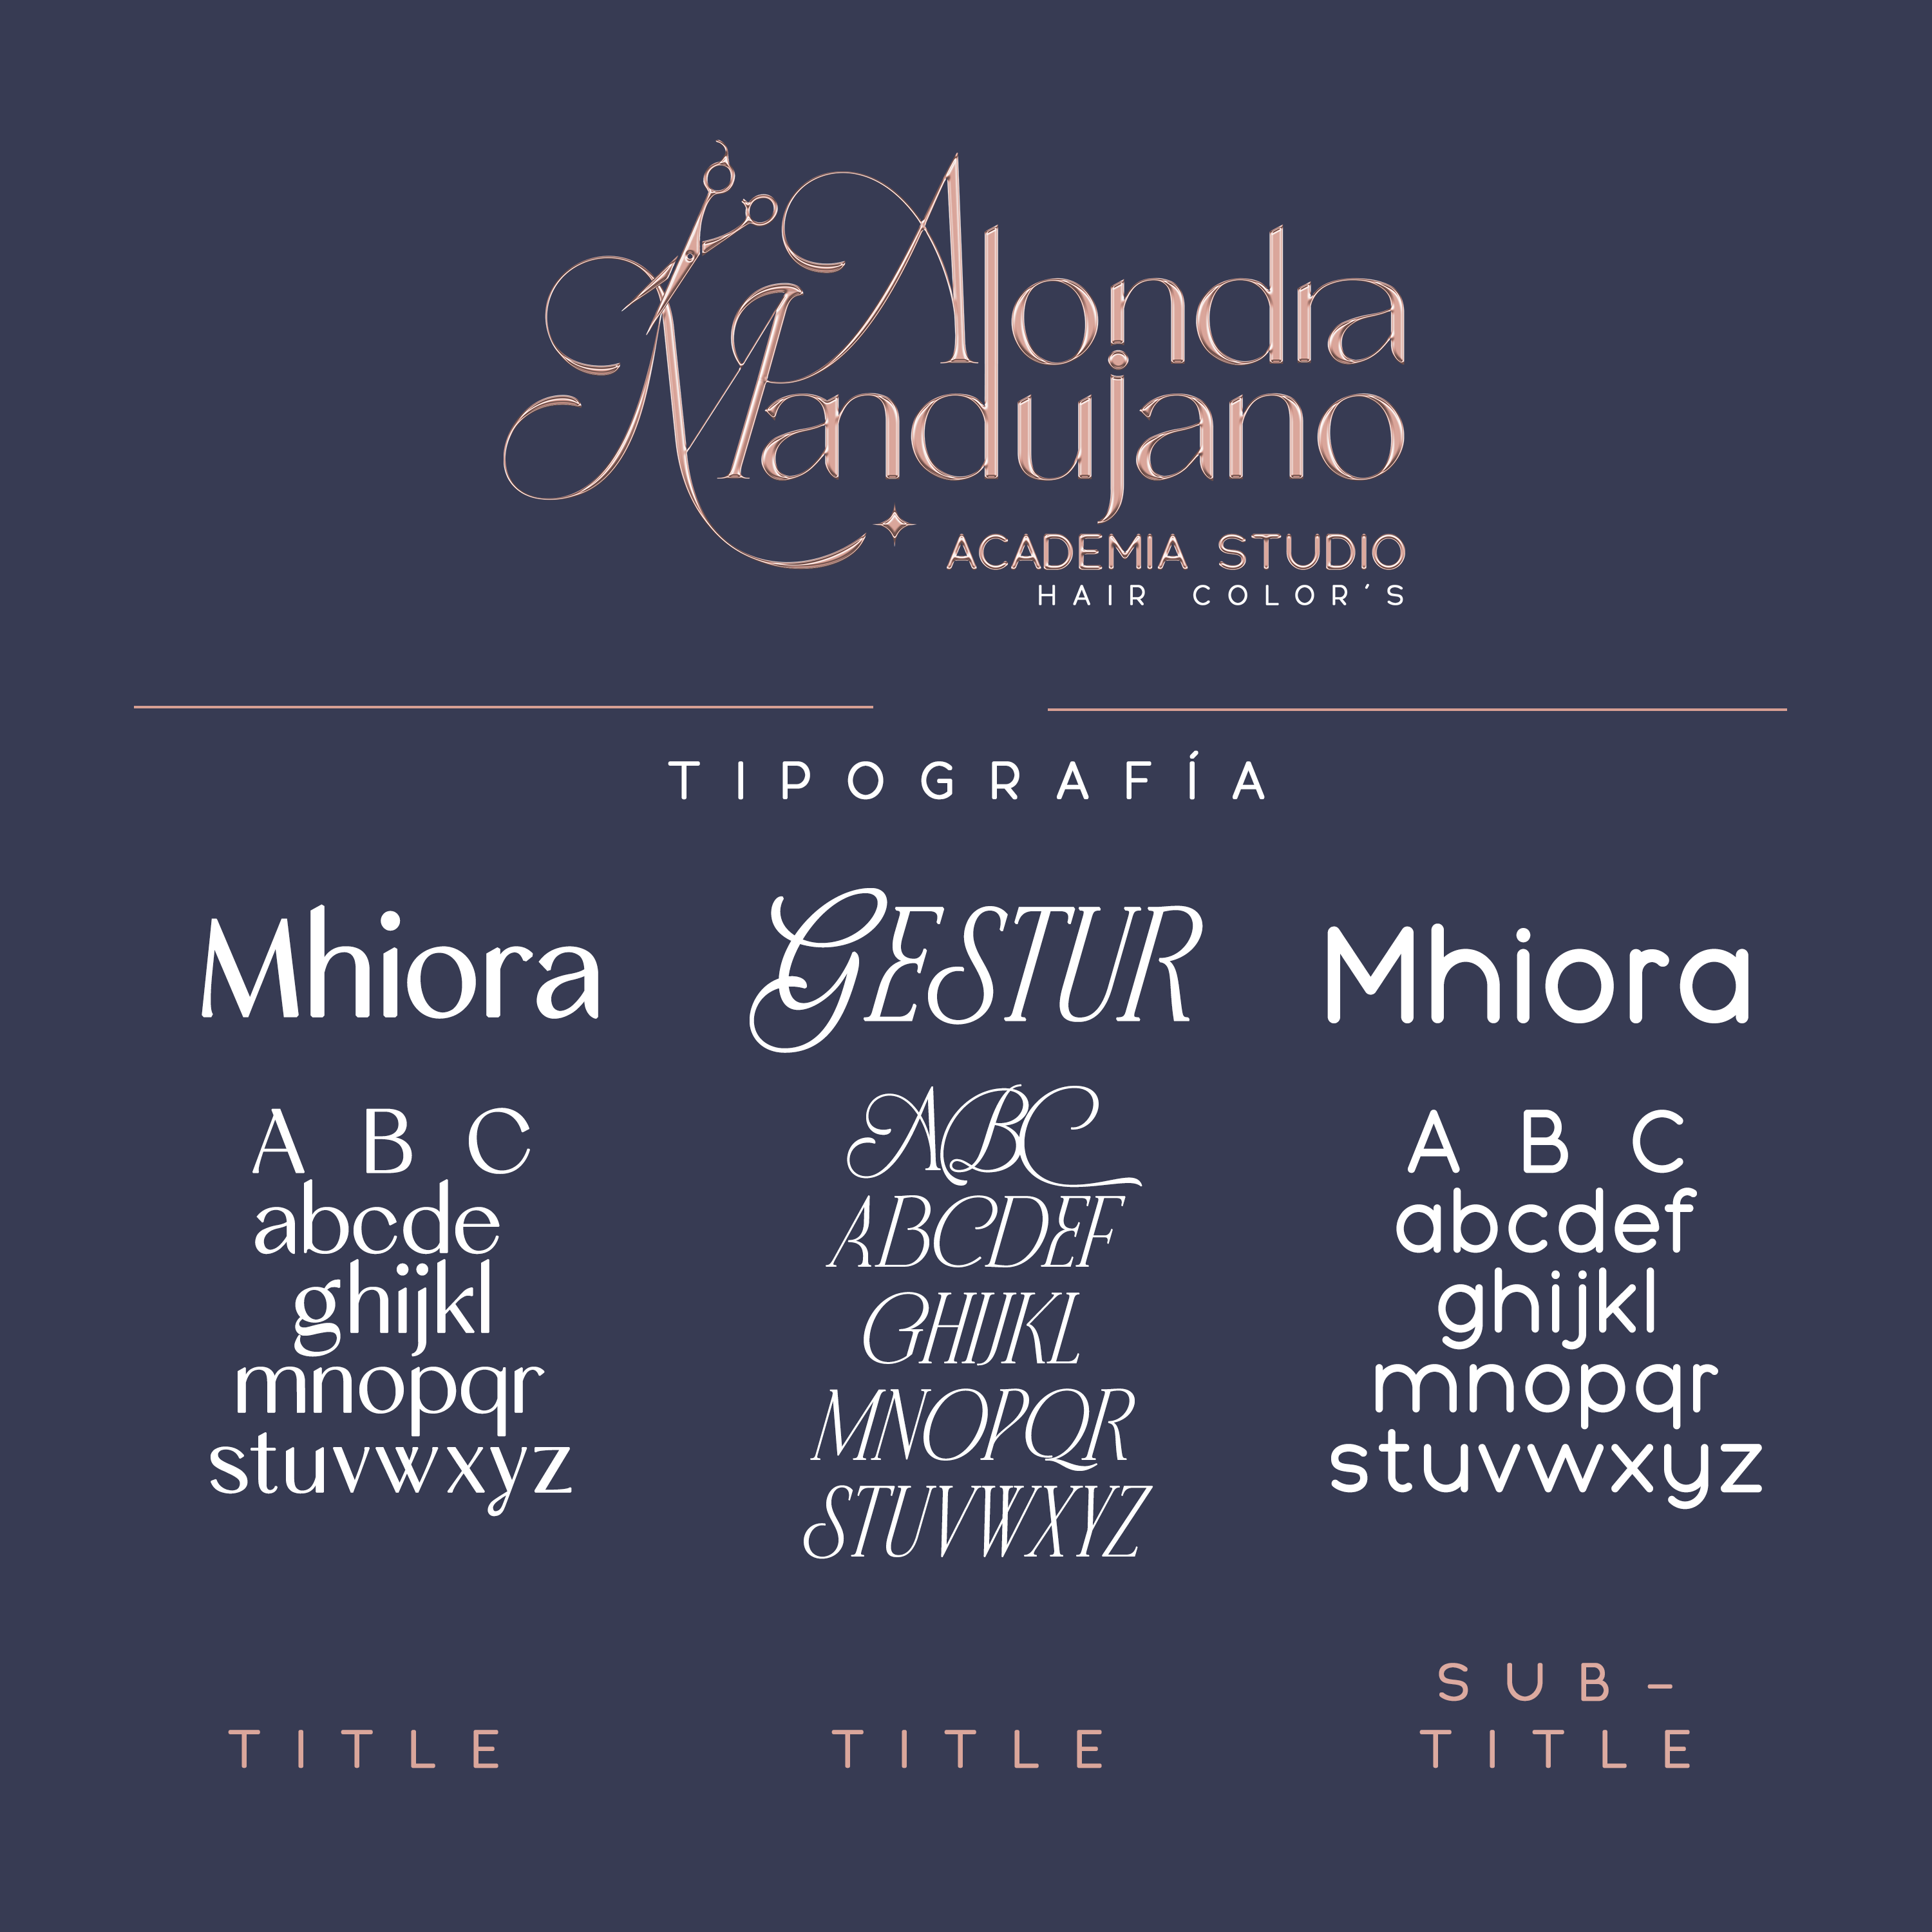 Alondra
Mandujano
ACADEMIA STUDIO
HAIR COLOR'S
TIPOGRAFÍA
Mhiora
A B C
abcde
ghijkl
mnopqr
stuvwxyz
TITLE
GESTUR
ABC
ABCDEF
GHIJKL
MNOPQR
STUVWXYZ
TITLE
Mhiora
A B C
abcdef
ghijkl
mnopqr
stuvwxyz
SUB-
TITLE